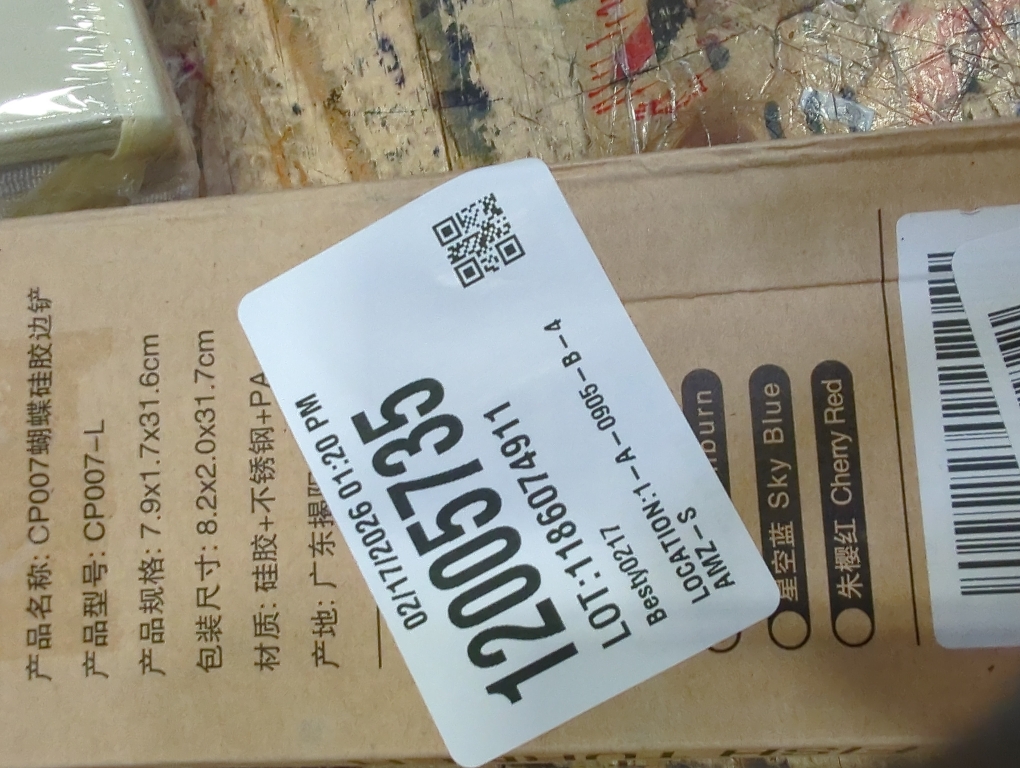 产品名称: CP007蝴蝶硅胶边铲
产品型号: CP007-L
产品规格: 7.9x1.7x31.6cm
包装尺寸: 8.2x2.0x31.7cm
材质: 硅胶+不锈钢+PA
产地: 广东揭阳
02/17/2026 01:20 PM
12005735
LOT:1186074911
Besty0217
LOCATION:1-A-0905-B-4
AMZ-S
星空蓝 Sky Blue
朱樱红 Cherry Red